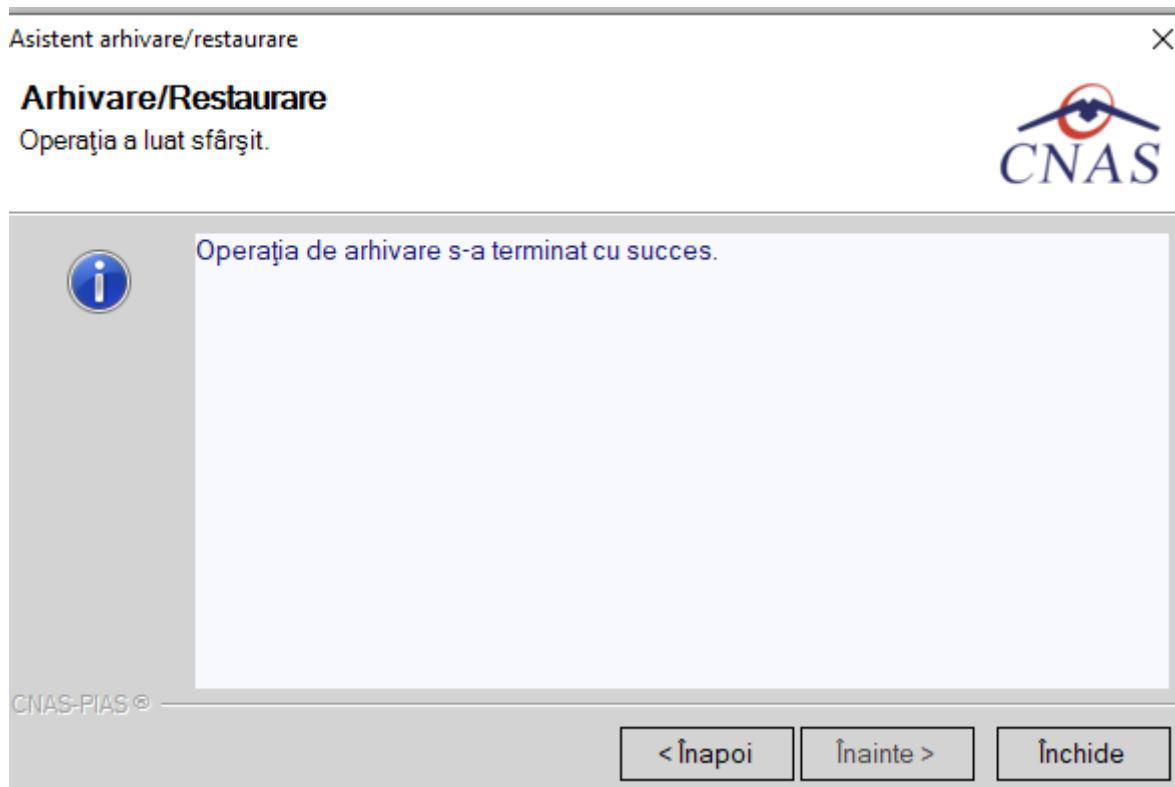 Asistent arhivare/restaurare
Arhivare/Restaurare
Operaţia a luat sfârşit.
CNAS
Operaţia de arhivare s-a terminat cu succes.
CNAS-PIAS ®
< Înapoi
Înainte >
Închide